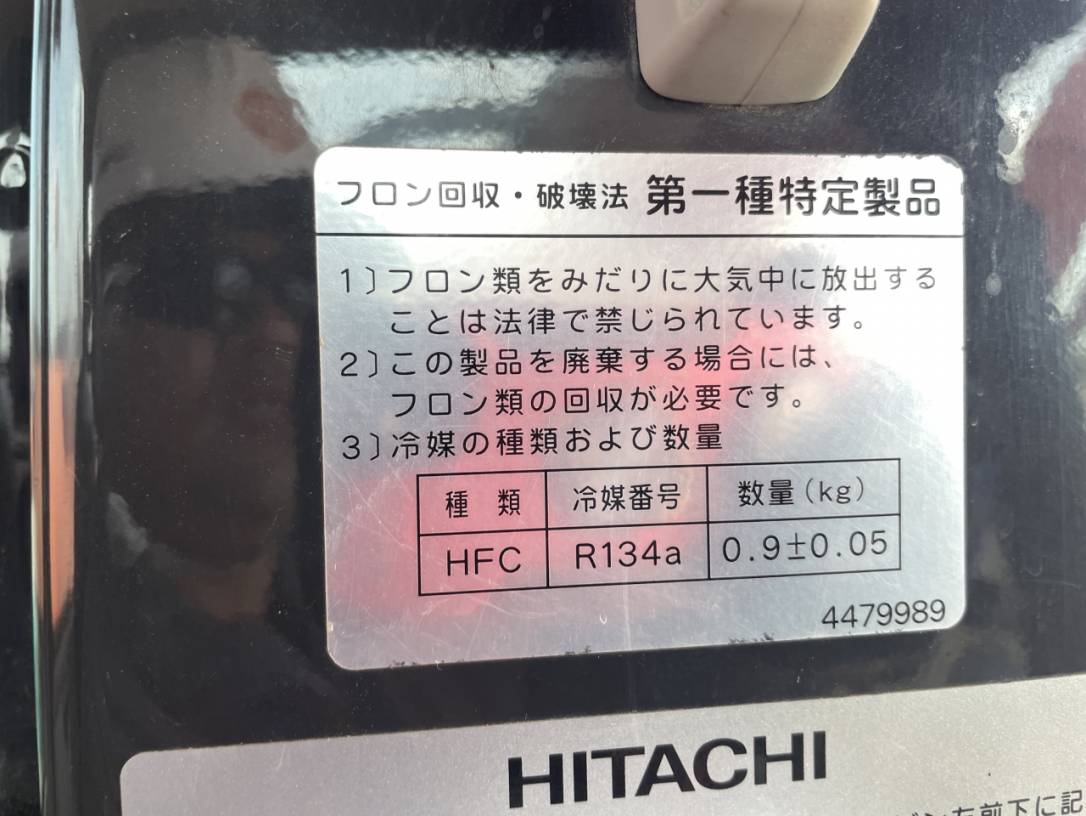 フロン回収・破壊法 第一種特定製品
1)フロン類をみだりに大気中に放出する
ことは法律で禁じられています。
2)この製品を廃棄する場合には、
フロン類の回収が必要です。
3)冷媒の種類および数量
種 類 冷媒番号 数量(kg)
HFC R134a 0.9±0.05
4479989
HITACHI
前下に記